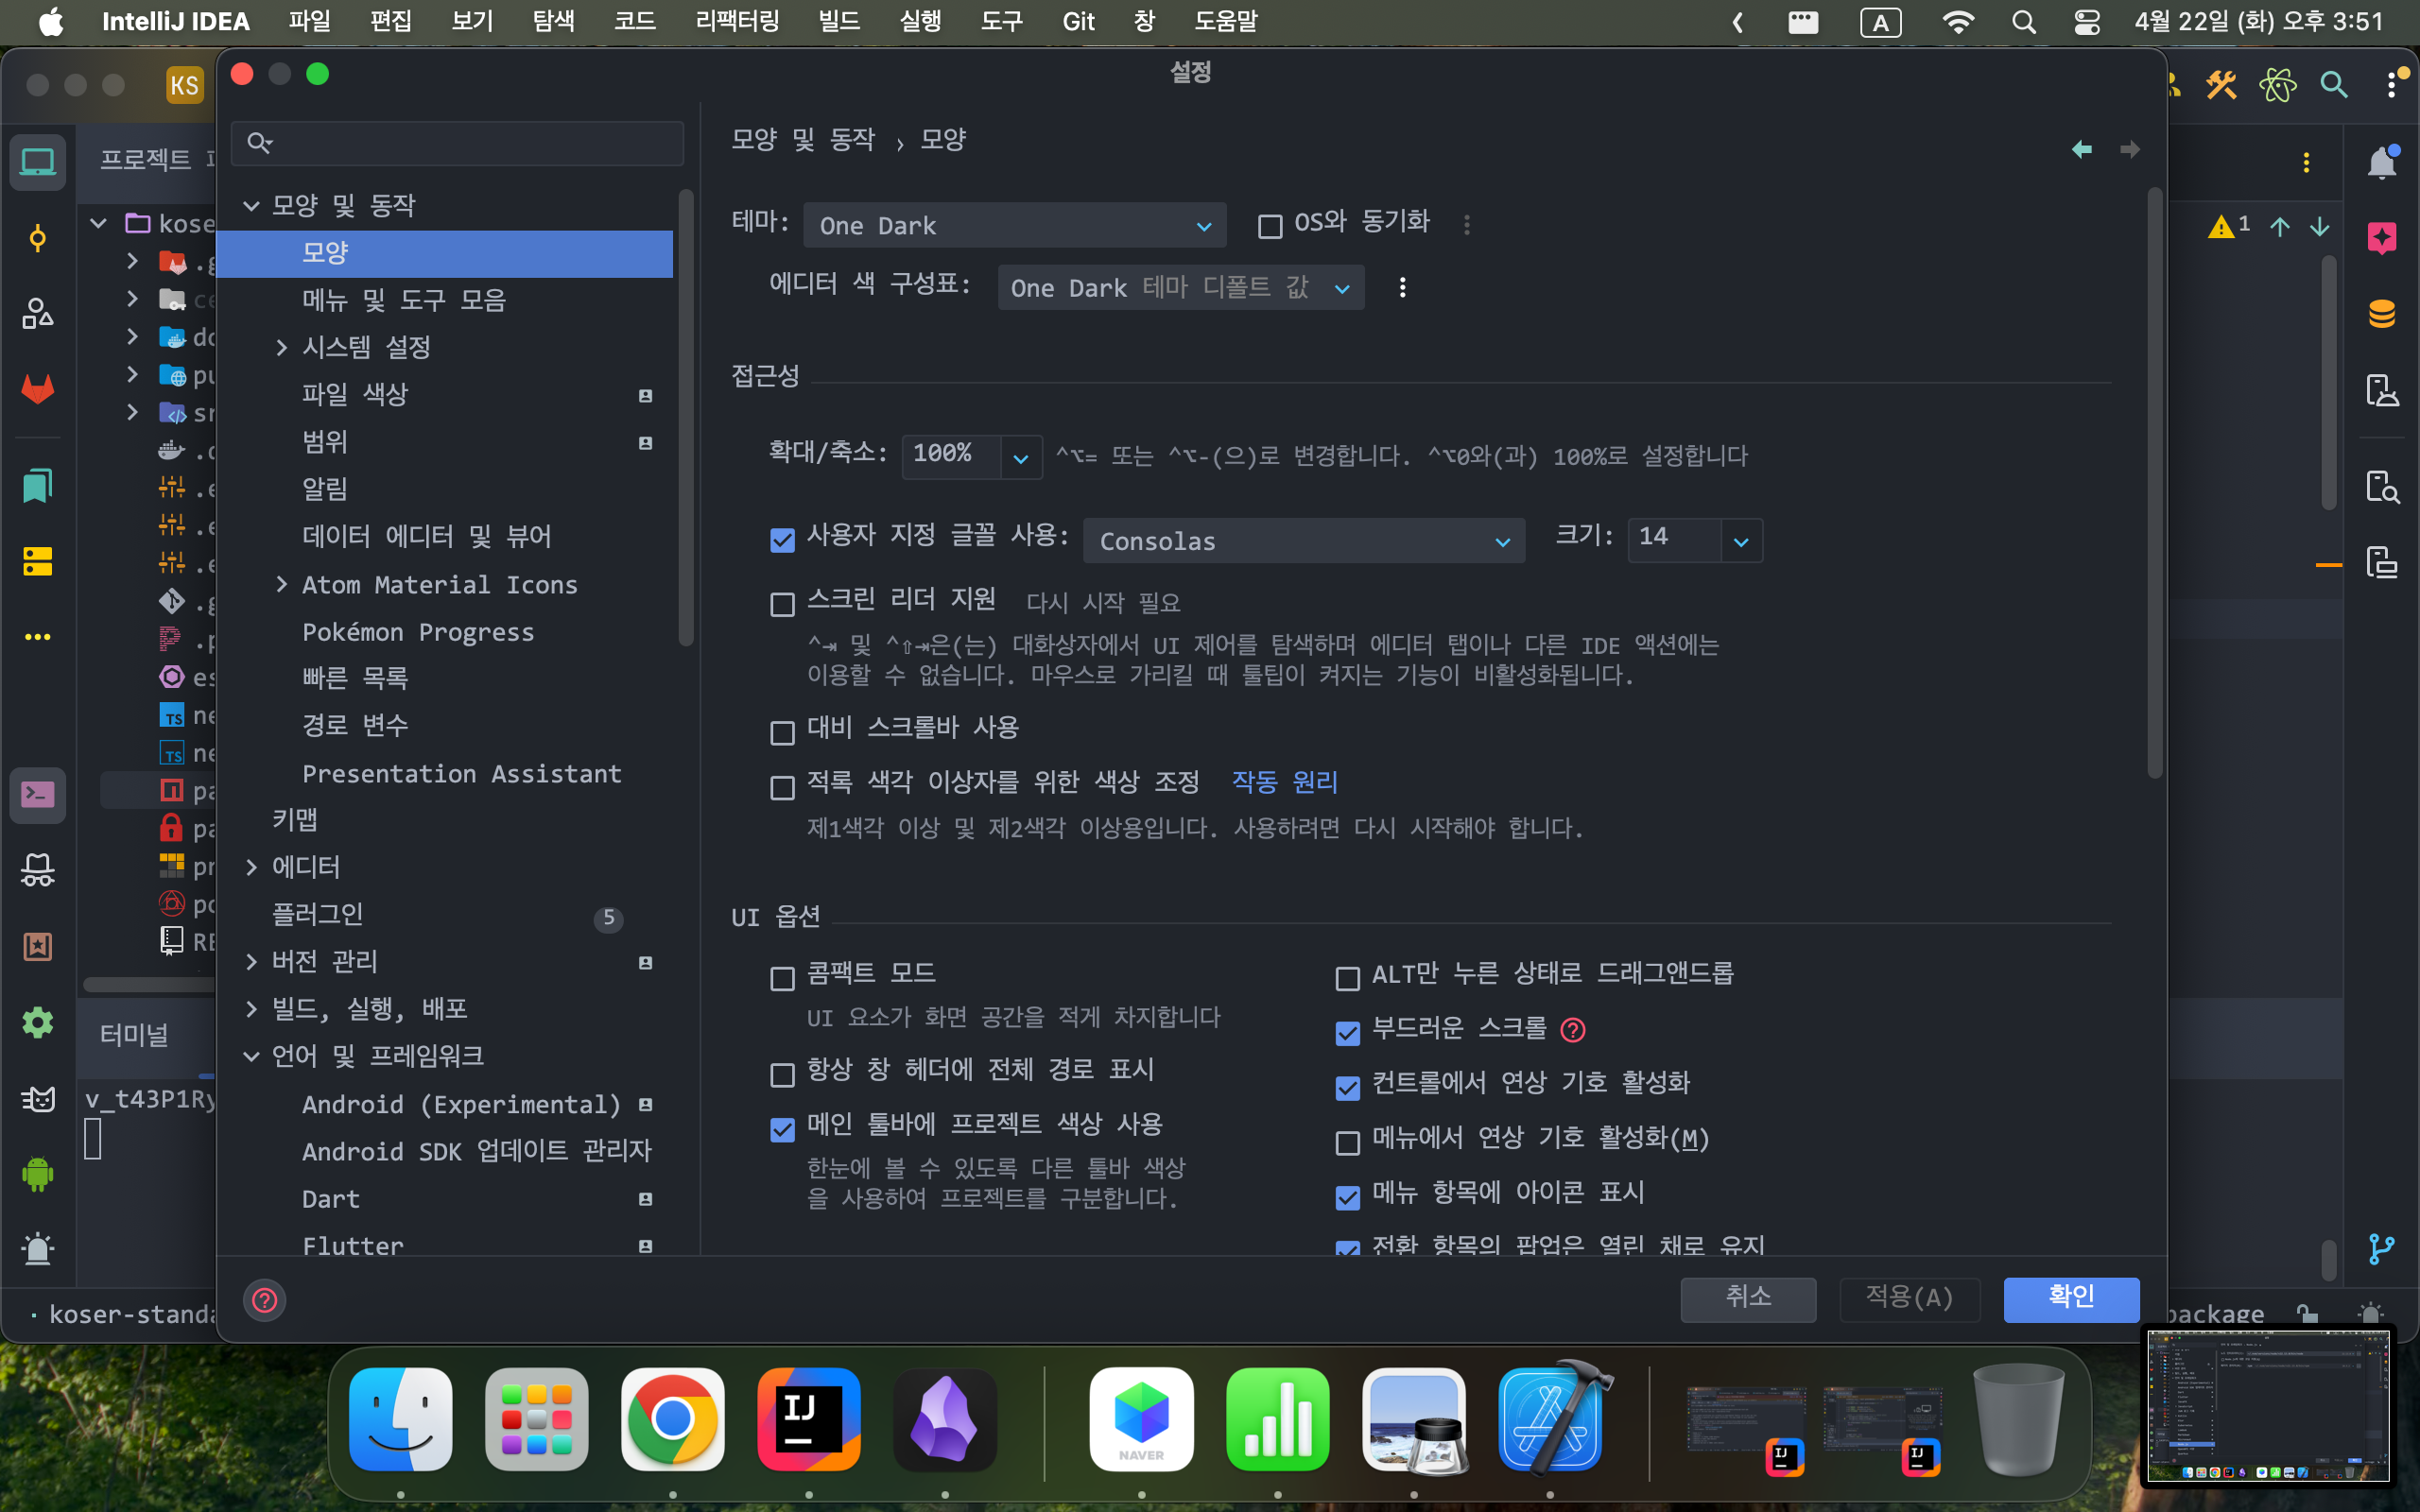 IntelliJ IDEA 파일 편집 보기 탐색 코드 리팩터링 빌드 실행 도구 Git 창 도움말 A 4월 22일 (화) 오후 3:51
KS
설정
프로젝트
모양 및 동작 › 모양
모양 및 동작
모양
메뉴 및 도구 모음
시스템 설정
파일 색상
범위
알림
데이터 에디터 및 뷰어
Atom Material Icons
Pokémon Progress
빠른 목록
경로 변수
Presentation Assistant
키맵
에디터
플러그인 5
버전 관리
빌드, 실행, 배포
언어 및 프레임워크
Android (Experimental)
Android SDK 업데이트 관리자
Dart
Flutter
테마: One Dark OS와 동기화
에디터 색 구성표: One Dark 테마 디폴트 값
접근성
확대/축소: 100% ^⌥= 또는 ^⌥-(으)로 변경합니다. ^⌥0와(과) 100%로 설정합니다
사용자 지정 글꼴 사용: Consolas 크기: 14
스크린 리더 지원 다시 시작 필요
^⇥ 및 ^⇧⇥은(는) 대화상자에서 UI 제어를 탐색하며 에디터 탭이나 다른 IDE 액션에는
이용할 수 없습니다. 마우스로 가리킬 때 툴팁이 켜지는 기능이 비활성화됩니다.
대비 스크롤바 사용
적록 색각 이상자를 위한 색상 조정 작동 원리
제1색각 이상 및 제2색각 이상용입니다. 사용하려면 다시 시작해야 합니다.
UI 옵션
콤팩트 모드
UI 요소가 화면 공간을 적게 차지합니다
항상 창 헤더에 전체 경로 표시
메인 툴바에 프로젝트 색상 사용
한눈에 볼 수 있도록 다른 툴바 색상
을 사용하여 프로젝트를 구분합니다.
ALT만 누른 상태로 드래그앤드롭
부드러운 스크롤
컨트롤에서 연상 기호 활성화
메뉴에서 연상 기호 활성화(M)
메뉴 항목에 아이콘 표시
전환 항목의 팝업은 열린 채로 유지
취소 적용(A) 확인
1
터미널
v_t43P1Ry
koser-standa
package
IJ
NAVER
IJ
IJ